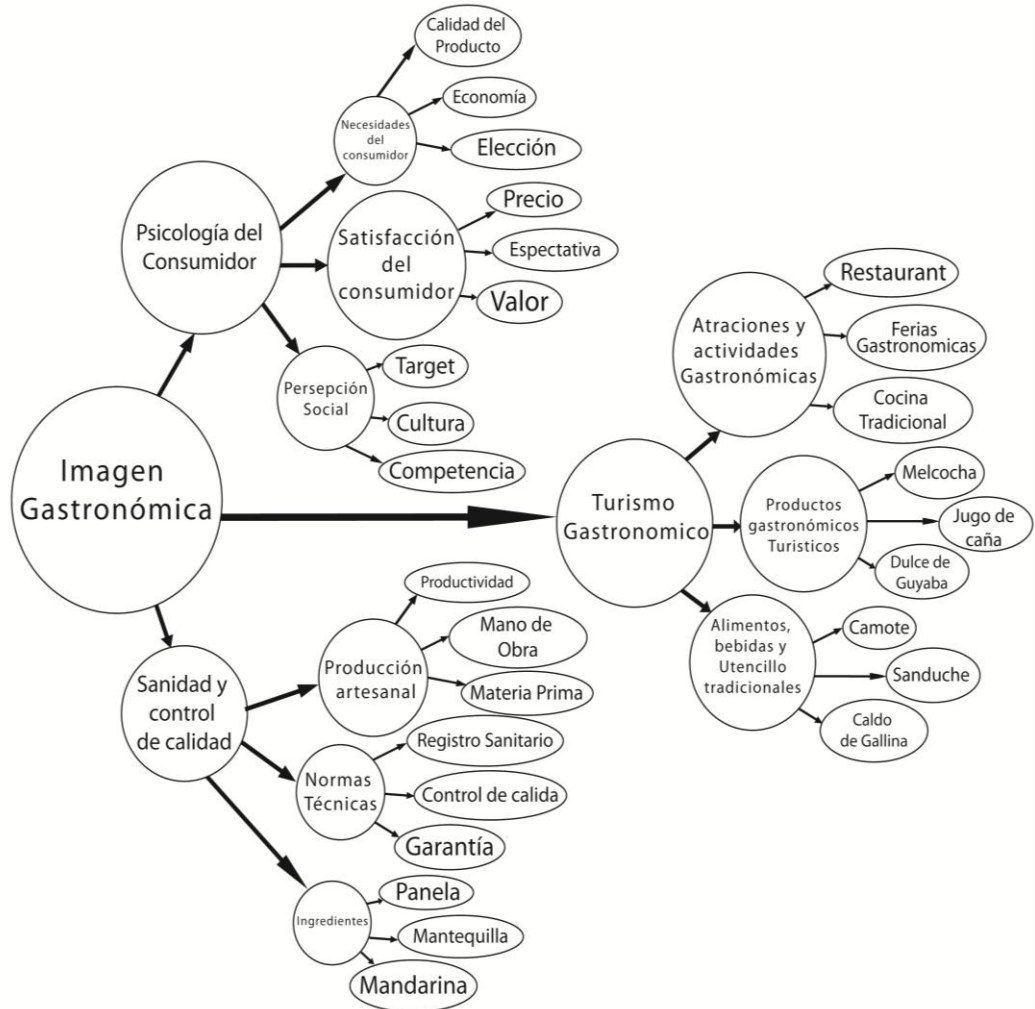 Calidad del
Producto
Economía
Necesidades
del
consumidor
Elección
Psicología del
Consumidor
Satisfacción
del
consumidor
Precio
Espectativa
Valor
Persepción
Social
Target
Cultura
Competencia
Imagen
Gastronómica
Turismo
Gastronomico
Atraciones y
actividades
Gastronómicas
Restaurant
Ferias
Gastronomicas
Cocina
Tradicional
Productos
gastronómicos
Turisticos
Melcocha
Jugo de
caña
Dulce de
Guyaba
Alimentos,
bebidas y
Utencillo
tradicionales
Camote
Sanduche
Caldo
de Gallina
Sanidad y
control
de calidad
Producción
artesanal
Productividad
Mano de
Obra
Materia Prima
Normas
Técnicas
Registro Sanitario
Control de calida
Garantía
Ingredientes
Panela
Mantequilla
Mandarina